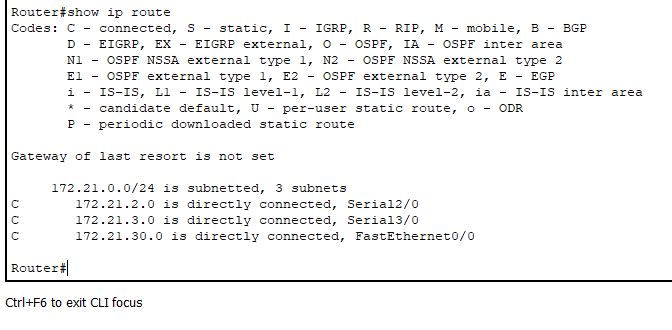 Router#show ip route
Codes: C - connected, S - static, I - IGRP, R - RIP, M - mobile, B - BGP
D - EIGRP, EX - EIGRP external, O - OSPF, IA - OSPF inter area
N1 - OSPF NSSA external type 1, N2 - OSPF NSSA external type 2
E1 - OSPF external type 1, E2 - OSPF external type 2, E - EGP
i - IS-IS, L1 - IS-IS level-1, L2 - IS-IS level-2, ia - IS-IS inter area
* - candidate default, U - per-user static route, o - ODR
P - periodic downloaded static route
Gateway of last resort is not set
172.21.0.0/24 is subnetted, 3 subnets
C 172.21.2.0 is directly connected, Serial2/0
C 172.21.3.0 is directly connected, Serial3/0
C 172.21.30.0 is directly connected, FastEthernet0/0
Router#
Ctrl+F6 to exit CLI focus